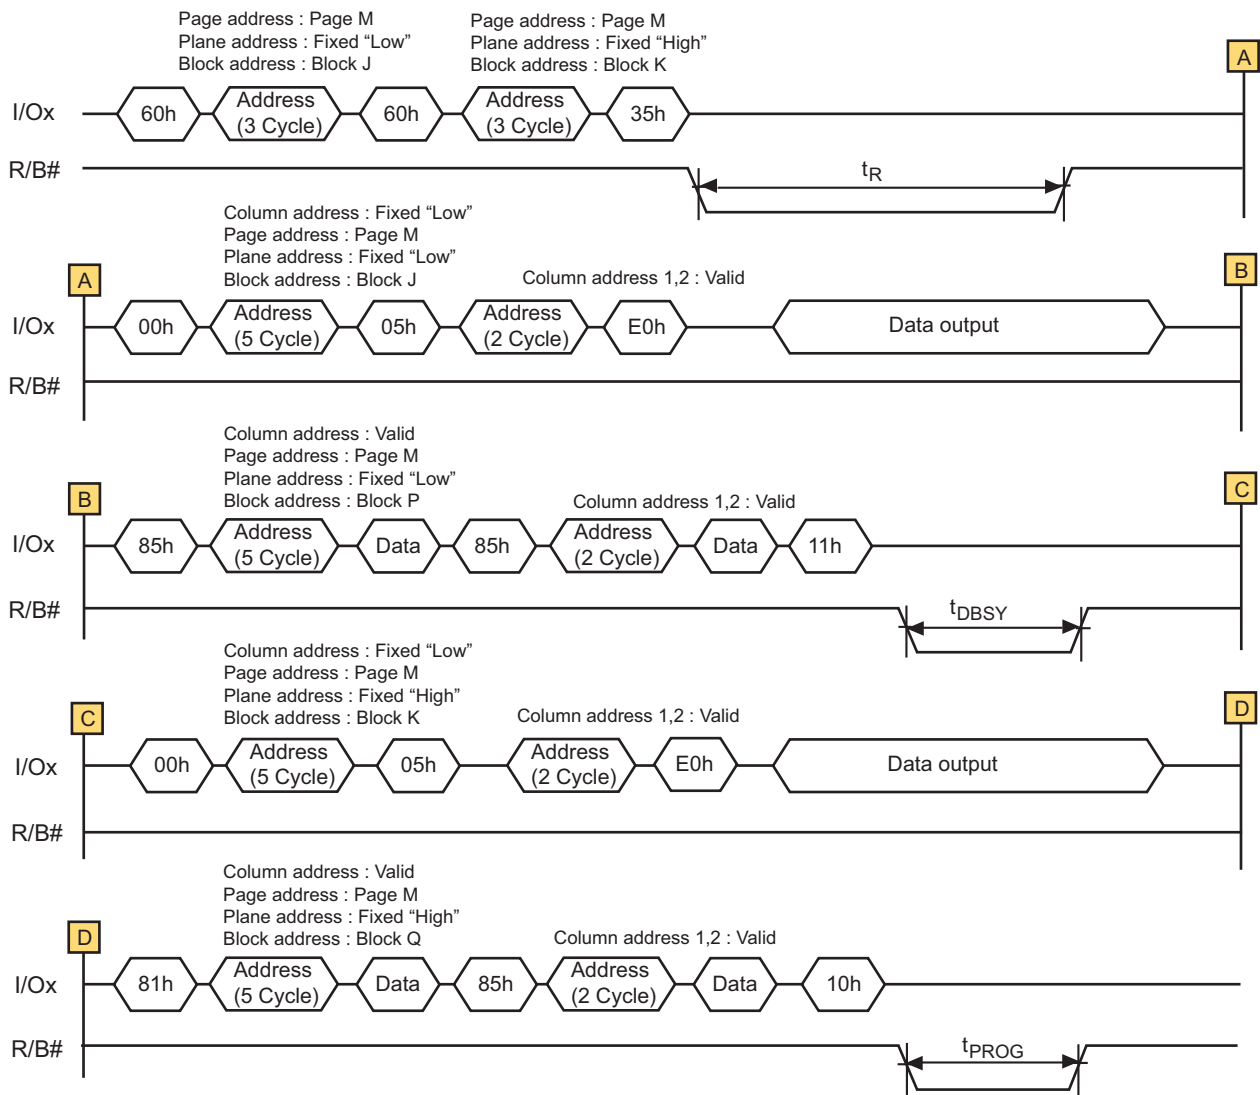 Page address : Page M
Plane address : Fixed “Low”
Block address : Block J
Page address : Page M
Plane address : Fixed “High”
Block address : Block K
A
I/Ox
60h
Address
(3 Cycle)
60h
Address
(3 Cycle)
35h
R/B#
tR
Column address : Fixed “Low”
Page address : Page M
Plane address : Fixed “Low”
Block address : Block J
Column address 1,2 : Valid
A
B
I/Ox
00h
Address
(5 Cycle)
05h
Address
(2 Cycle)
E0h
Data output
R/B#
Column address : Valid
Page address : Page M
Plane address : Fixed “Low”
Block address : Block P
Column address 1,2 : Valid
B
C
I/Ox
85h
Address
(5 Cycle)
Data
85h
Address
(2 Cycle)
Data
11h
R/B#
tDBSY
Column address : Fixed “Low”
Page address : Page M
Plane address : Fixed “High”
Block address : Block K
Column address 1,2 : Valid
C
D
I/Ox
00h
Address
(5 Cycle)
05h
Address
(2 Cycle)
E0h
Data output
R/B#
Column address : Valid
Page address : Page M
Plane address : Fixed “High”
Block address : Block Q
Column address 1,2 : Valid
D
I/Ox
81h
Address
(5 Cycle)
Data
85h
Address
(2 Cycle)
Data
10h
R/B#
tPROG